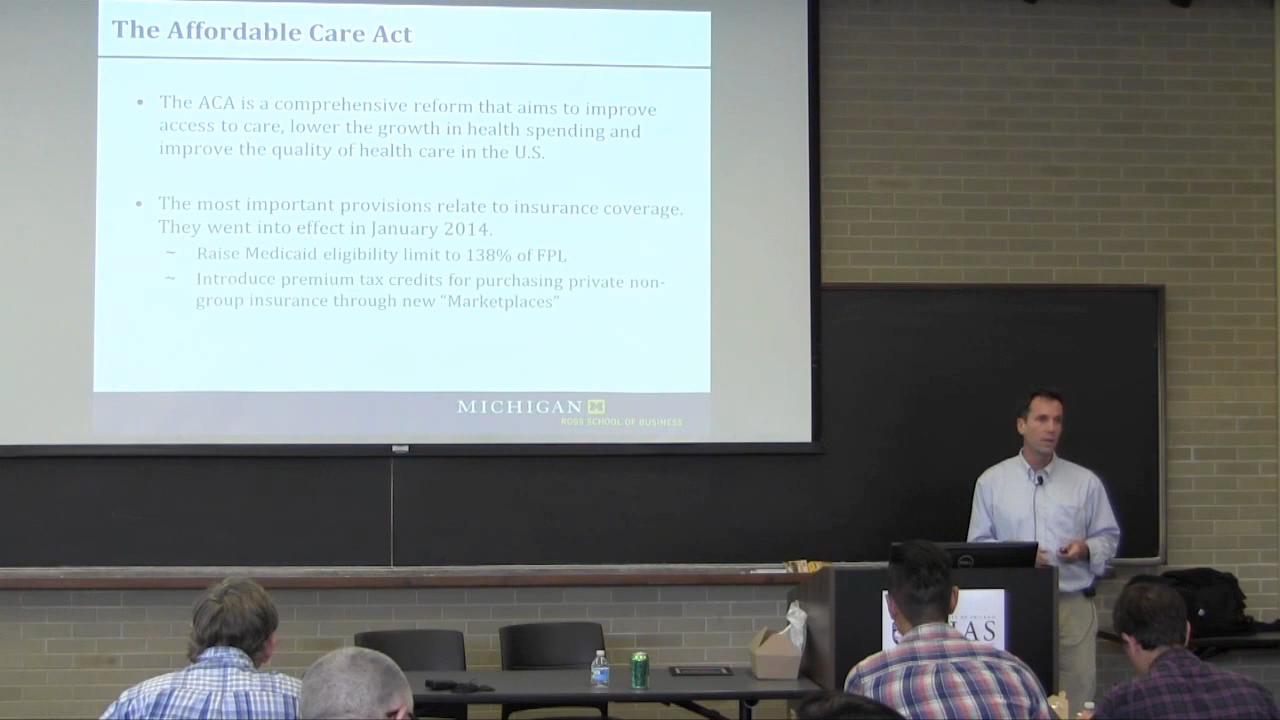 The Affordable Care Act
• The ACA is a comprehensive reform that aims to improve
access to care, lower the growth in health spending and
improve the quality of health care in the U.S.
• The most important provisions relate to insurance coverage.
They went into effect in January 2014.
~ Raise Medicaid eligibility limit to 138% of FPL
~ Introduce premium tax credits for purchasing private non-
group insurance through new “Marketplaces”
MICHIGAN M
ROSS SCHOOL OF BUSINESS
DELL